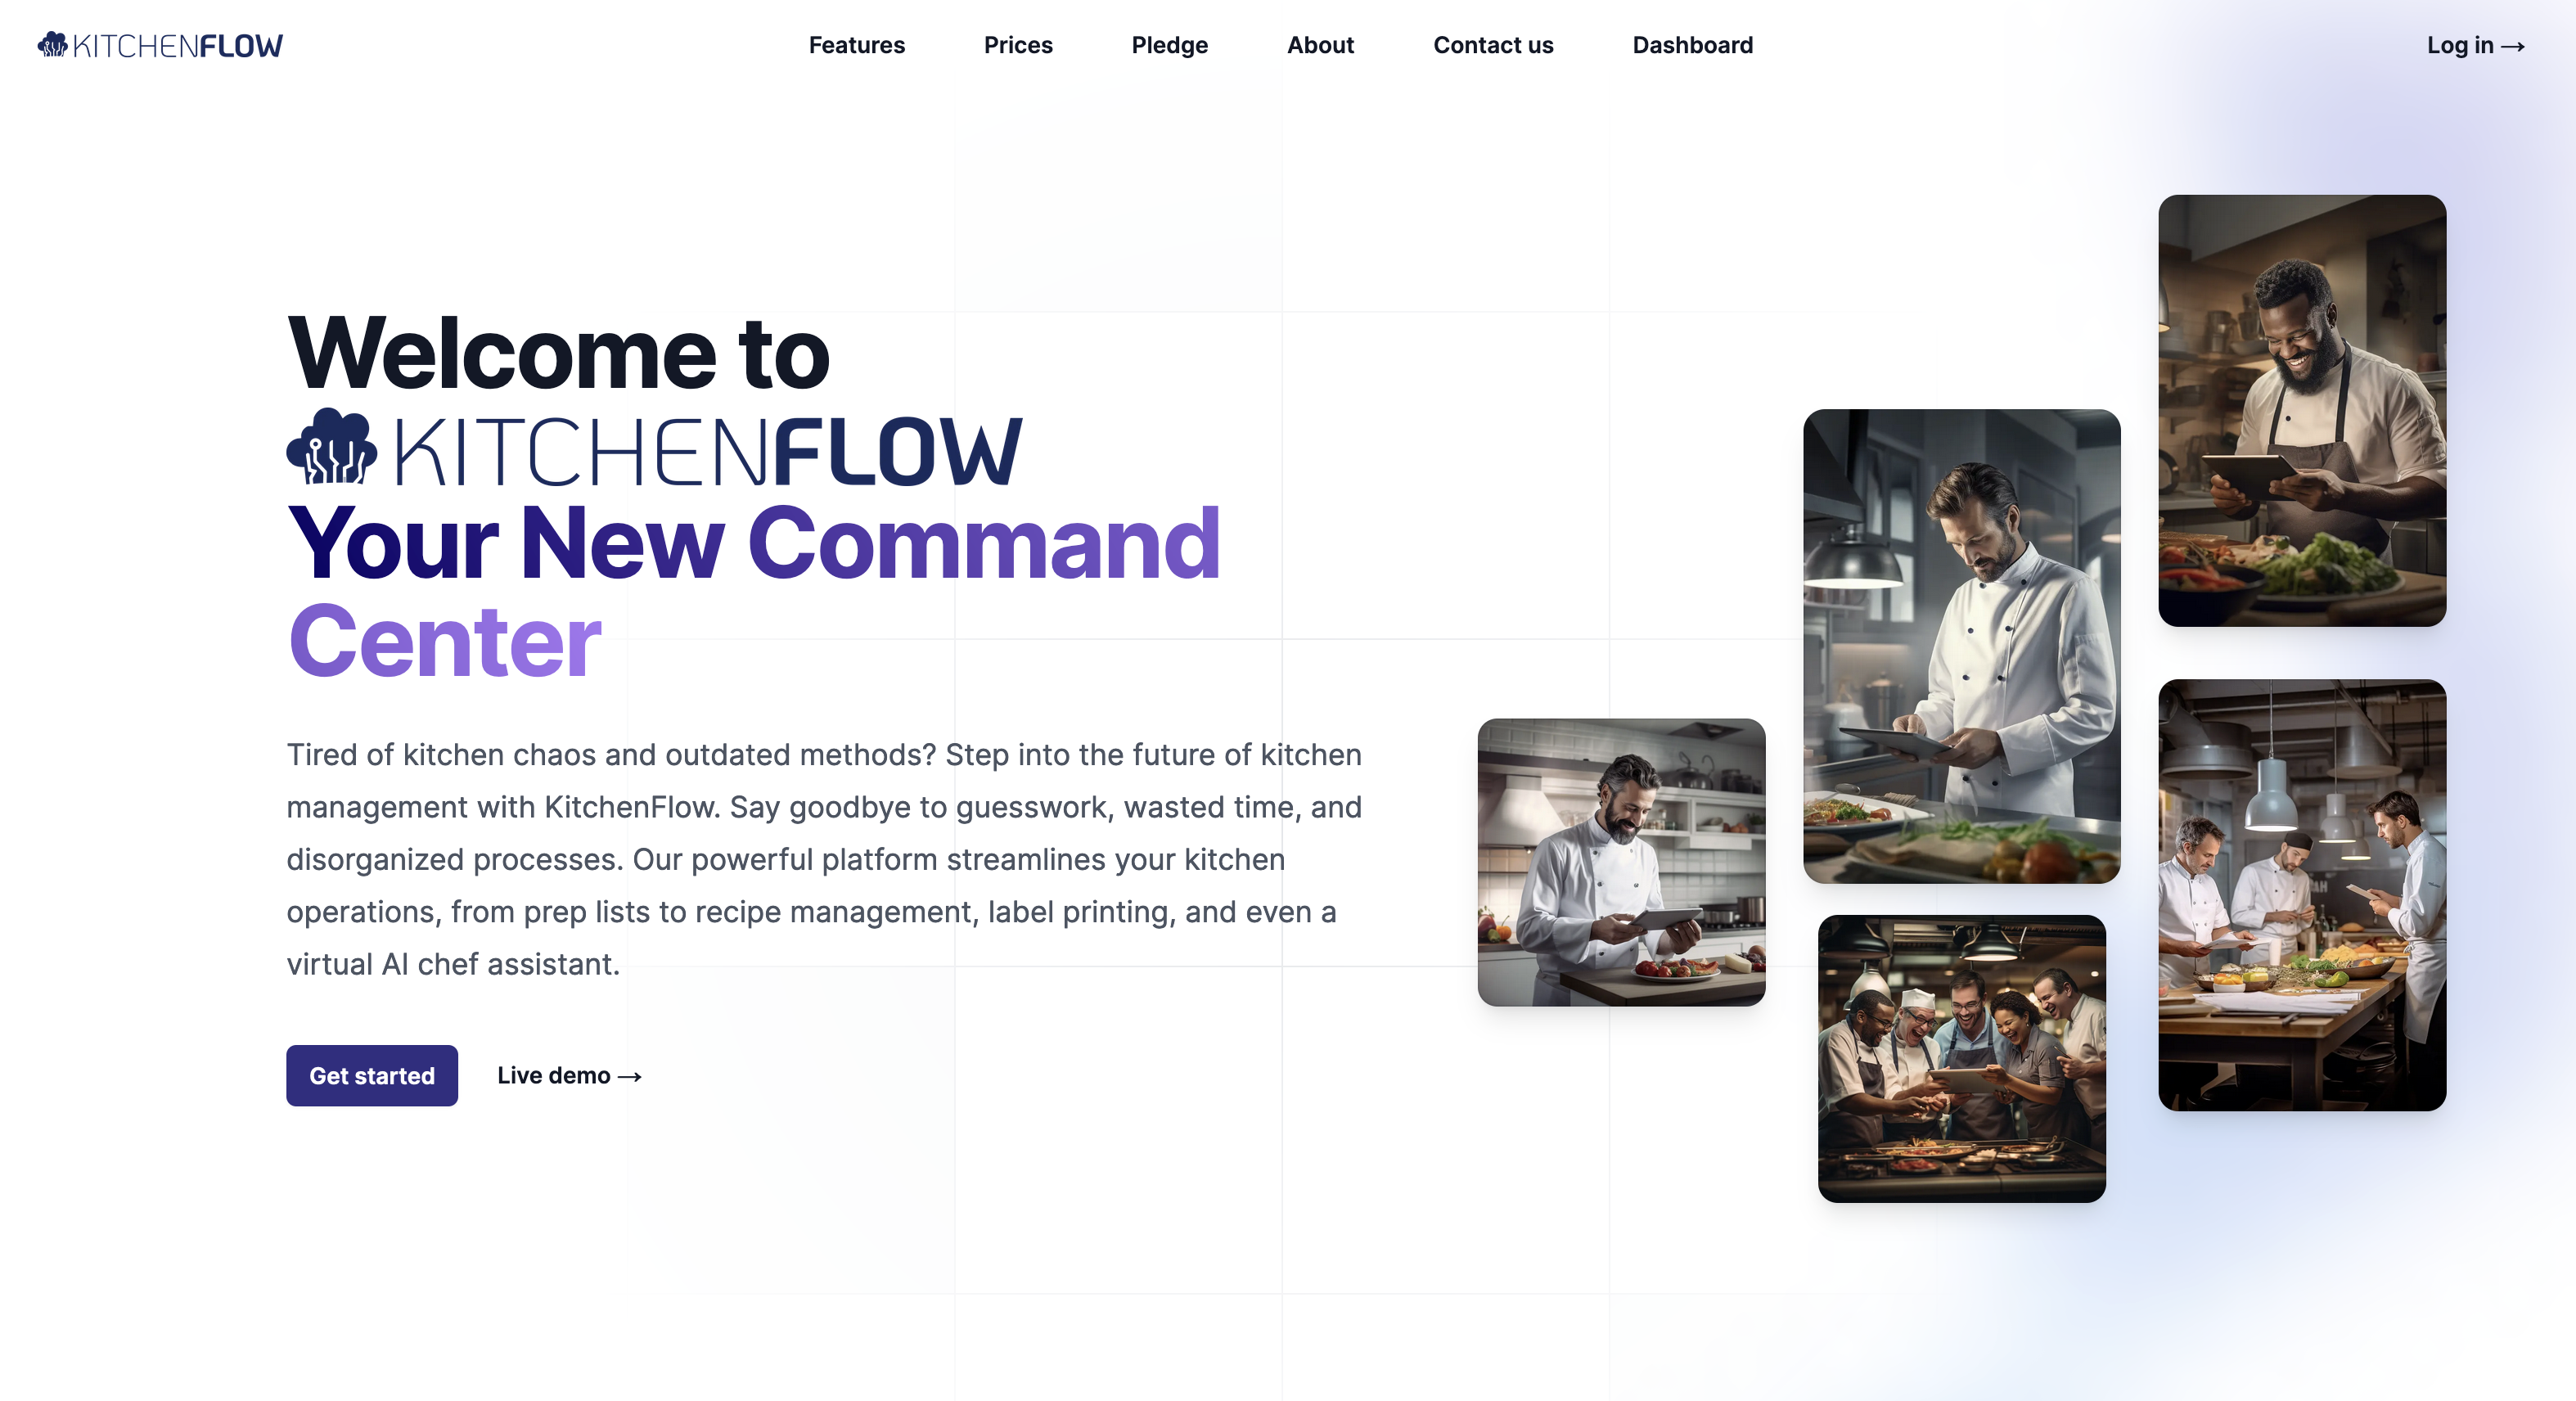 KITCHENFLOW
Features
Prices
Pledge
About
Contact us
Dashboard
Log in →
Welcome to
KITCHENFLOW
Your New Command
Center
Tired of kitchen chaos and outdated methods? Step into the future of kitchen
management with KitchenFlow. Say goodbye to guesswork, wasted time, and
disorganized processes. Our powerful platform streamlines your kitchen
operations, from prep lists to recipe management, label printing, and even a
virtual AI chef assistant.
Get started
Live demo →